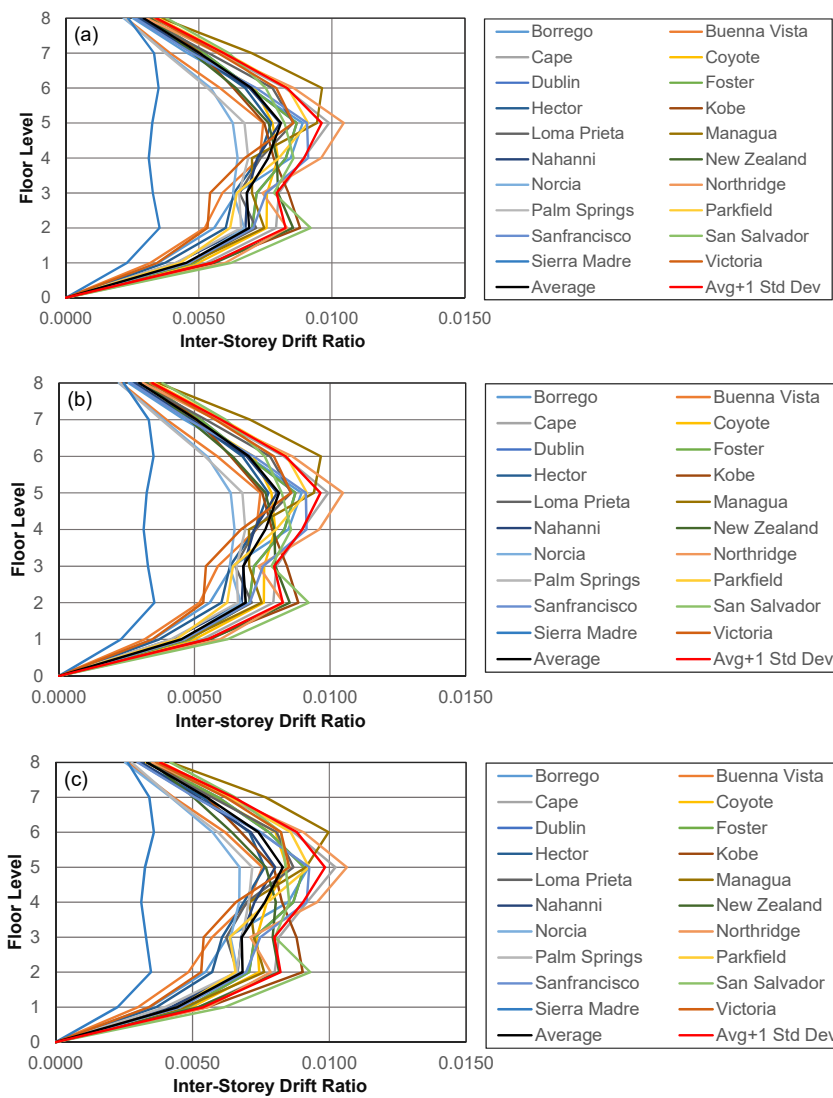 (a)
8
7
6
5
4
3
2
1
0
Floor Level
0.0000 0.0050 0.0100 0.0150
Inter-Storey Drift Ratio
Borrego Buenna Vista
Cape Coyote
Dublin Foster
Hector Kobe
Loma Prieta Managua
Nahanni New Zealand
Norcia Northridge
Palm Springs Parkfield
Sanfrancisco San Salvador
Sierra Madre Victoria
Average Avg+1 Std Dev
(b)
8
7
6
5
4
3
2
1
0
Floor Level
0.0000 0.0050 0.0100 0.0150
Inter-storey Drift Ratio
Borrego Buenna Vista
Cape Coyote
Dublin Foster
Hector Kobe
Loma Prieta Managua
Nahanni New Zealand
Norcia Northridge
Palm Springs Parkfield
Sanfrancisco San Salvador
Sierra Madre Victoria
Average Avg+1 Std Dev
(c)
8
7
6
5
4
3
2
1
0
Floor Level
0.0000 0.0050 0.0100 0.0150
Inter-storey Drift Ratio
Borrego Buenna Vista
Cape Coyote
Dublin Foster
Hector Kobe
Loma Prieta Managua
Nahanni New Zealand
Norcia Northridge
Palm Springs Parkfield
Sanfrancisco San Salvador
Sierra Madre Victoria
Average Avg+1 Std Dev